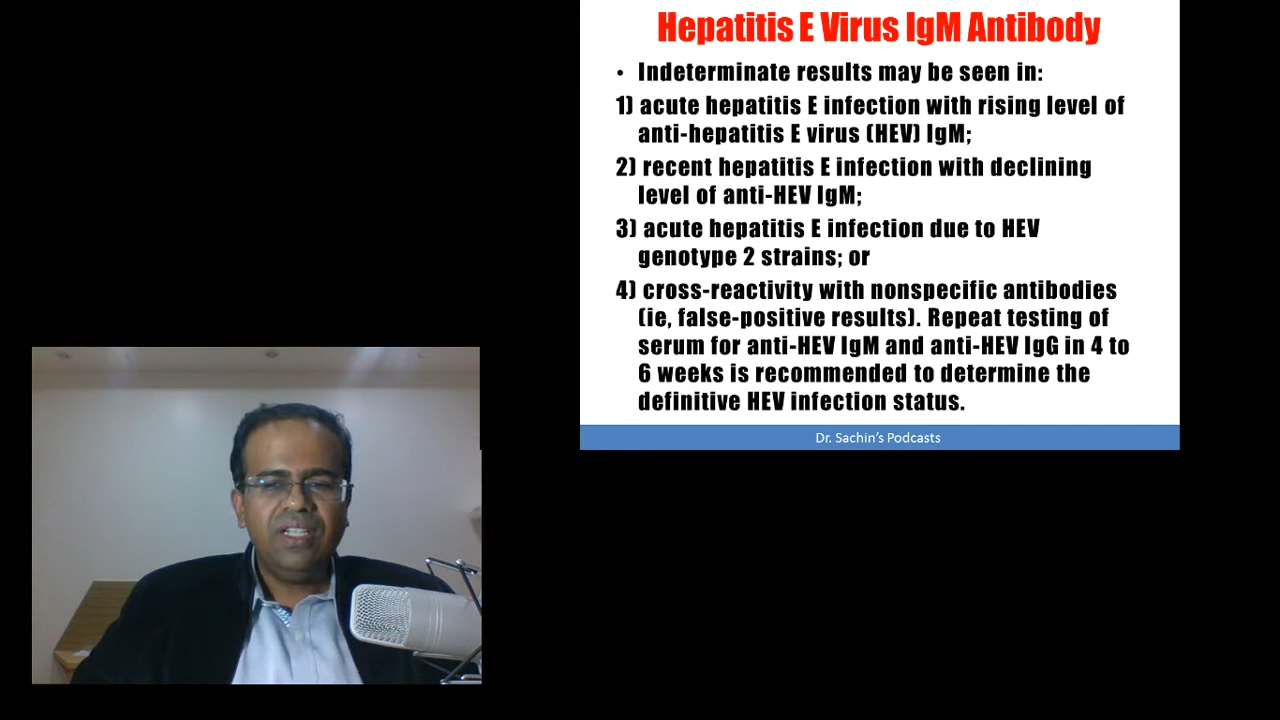 Hepatitis E Virus IgM Antibody
• Indeterminate results may be seen in:
1) acute hepatitis E infection with rising level of
anti-hepatitis E virus (HEV) IgM;
2) recent hepatitis E infection with declining
level of anti-HEV IgM;
3) acute hepatitis E infection due to HEV
genotype 2 strains; or
4) cross-reactivity with nonspecific antibodies
(ie, false-positive results). Repeat testing of
serum for anti-HEV IgM and anti-HEV IgG in 4 to
6 weeks is recommended to determine the
definitive HEV infection status.
Dr. Sachin's Podcasts